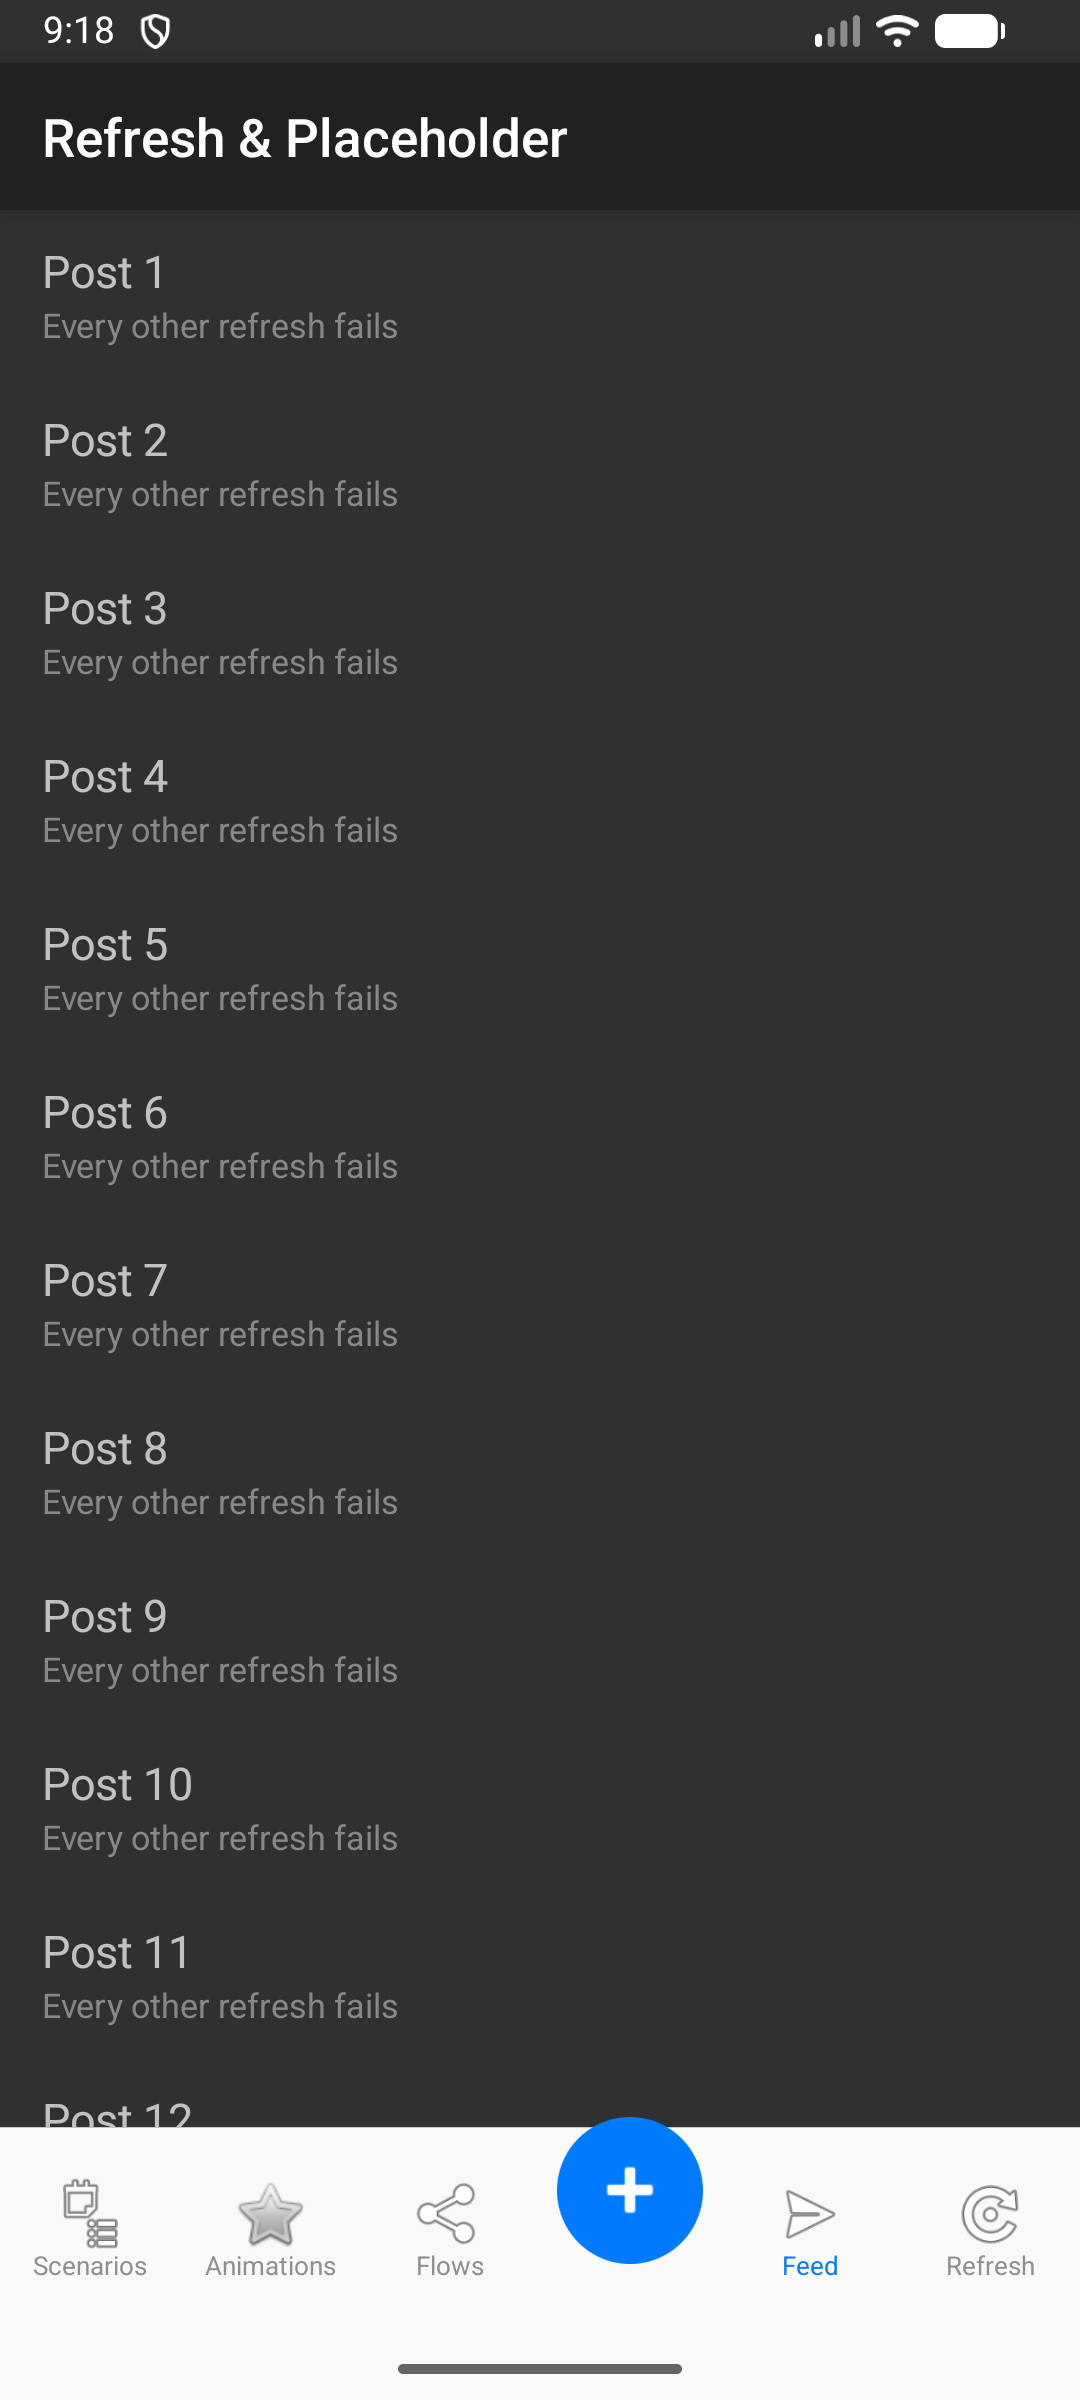 9:18
Refresh & Placeholder
Post 1
Every other refresh fails
Post 2
Every other refresh fails
Post 3
Every other refresh fails
Post 4
Every other refresh fails
Post 5
Every other refresh fails
Post 6
Every other refresh fails
Post 7
Every other refresh fails
Post 8
Every other refresh fails
Post 9
Every other refresh fails
Post 10
Every other refresh fails
Post 11
Every other refresh fails
Post 12
Scenarios
Animations
Flows
Feed
Refresh